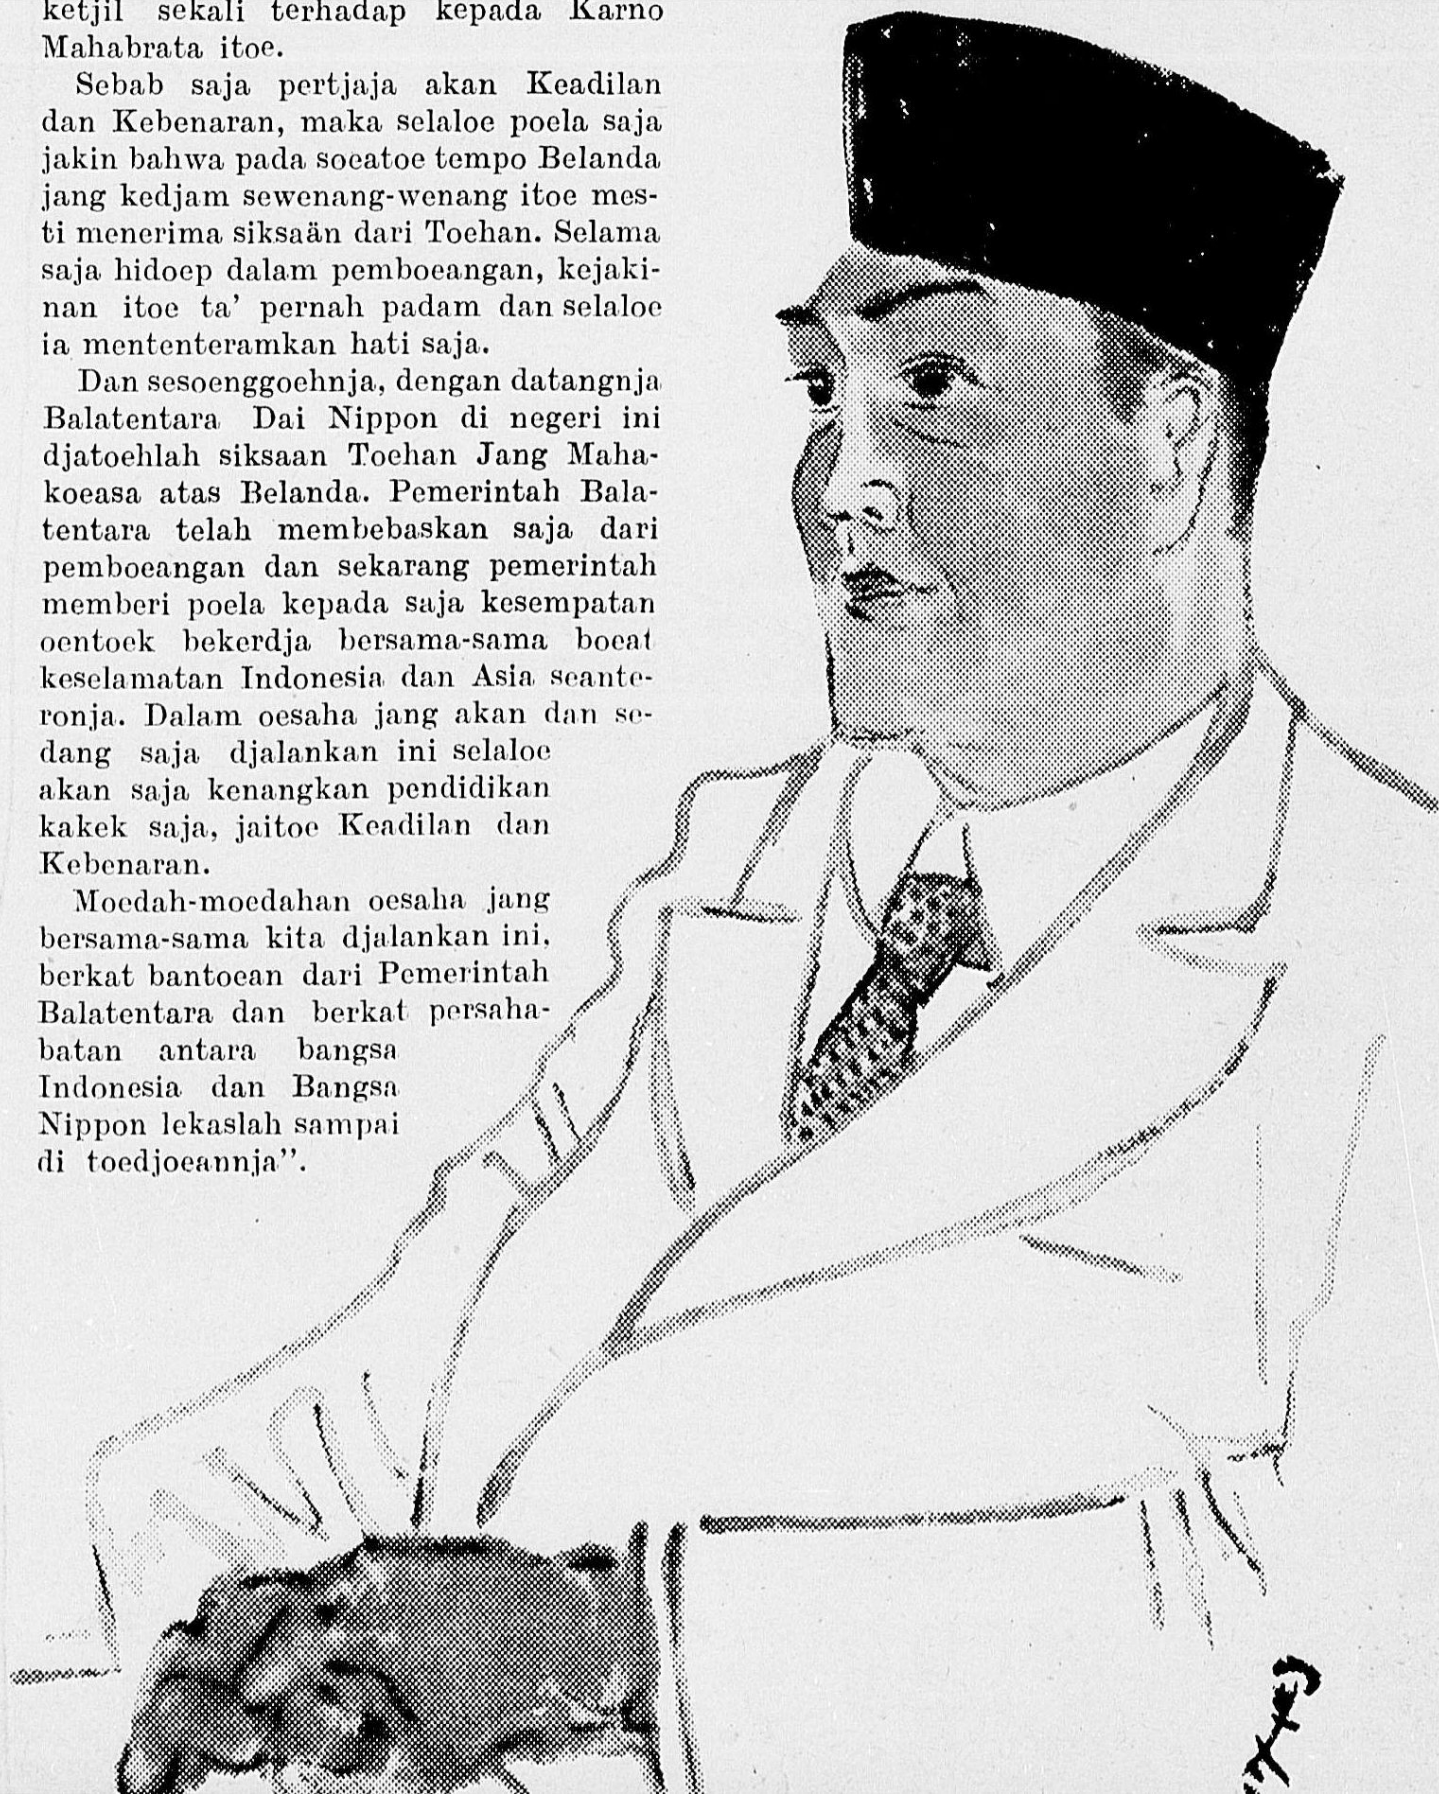 ketjil sekali terhadap kepada Karno
Mahabrata itoe.
Sebab saja pertjaja akan Keadilan
dan Kebenaran, maka selaloe poela saja
jakin bahwa pada soeatoe tempo Belanda
jang kedjam sewenang-wenang itoe mes-
ti menerima siksaän dari Toehan. Selama
saja hidoep dalam pemboeangan, kejaki-
nan itoe ta' pernah padam dan selaloe
ia mententeramkan hati saja.
Dan sesoenggoehnja, dengan datangnja
Balatentara Dai Nippon di negeri ini
djatoehlah siksaan Toehan Jang Maha-
koeasa atas Belanda. Pemerintah Bala-
tentara telah membebaskan saja dari
pemboeangan dan sekarang pemerintah
memberi poela kepada saja kesempatan
oentoek bekerdja bersama-sama boeat
keselamatan Indonesia dan Asia seante-
ronja. Dalam oesaha jang akan dan se-
dang saja djalankan ini selaloe
akan saja kenangkan pendidikan
kakek saja, jaitoe Keadilan dan
Kebenaran.
Moedah-moedahan oesaha jang
bersama-sama kita djalankan ini,
berkat bantoean dari Pemerintah
Balatentara dan berkat persaha-
batan antara bangsa
Indonesia dan Bangsa
Nippon lekaslah sampai
di toedjoeannja”.